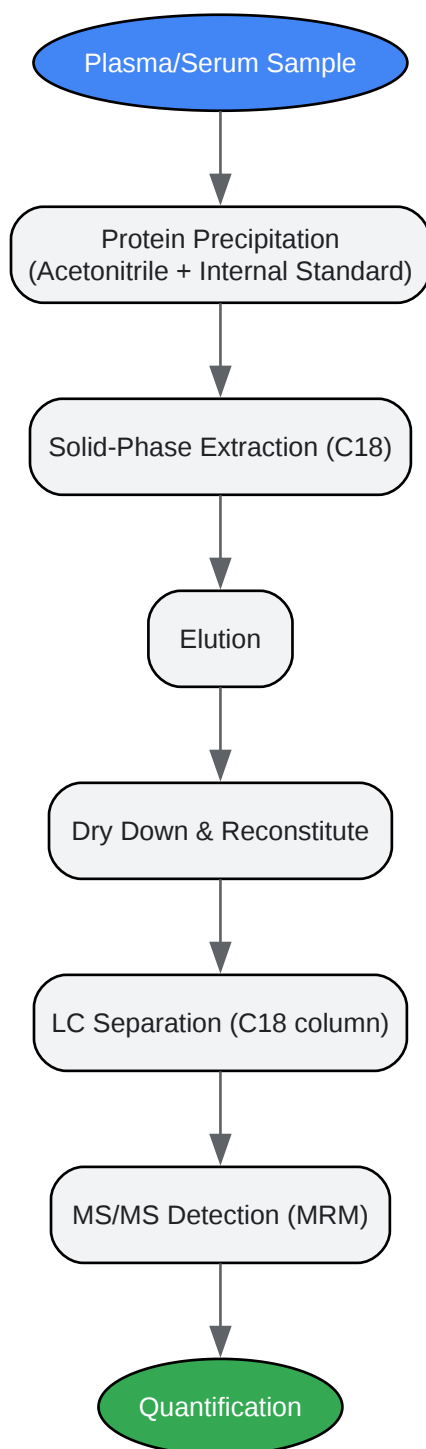 Plasma/Serum Sample
Protein Precipitation
(Acetonitrile + Internal Standard)
Solid-Phase Extraction (C18)
Elution
Dry Down & Reconstitute
LC Separation (C18 column)
MS/MS Detection (MRM)
Quantification